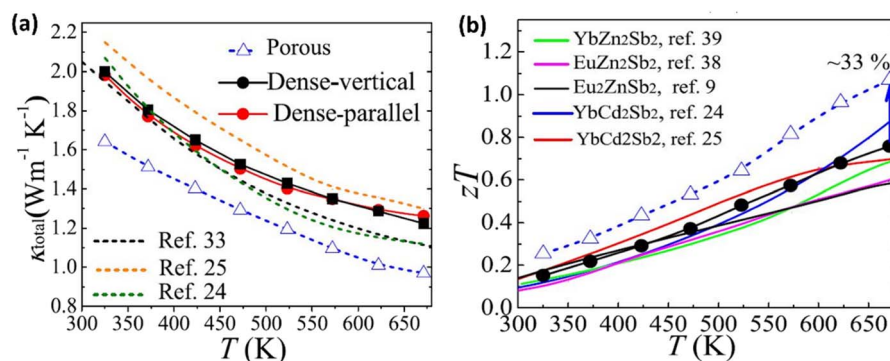 (a)
2.2
2.0
1.8
1.6
1.4
1.2
1.0
0.8
κtotal(Wm⁻¹ K⁻¹)
Porous
Dense-vertical
Dense-parallel
Ref. 33
Ref. 25
Ref. 24
300 350 400 450 500 550 600 650
T (K)
(b)
1.2
1.0
0.8
0.6
0.4
0.2
0.0
zT
YbZn₂Sb₂, ref. 39
EuZn₂Sb₂, ref. 38
Eu₂ZnSb₂, ref. 9
YbCd₂Sb₂, ref. 24
YbCd2Sb2, ref. 25
~33 %
300 350 400 450 500 550 600 650
T (K)